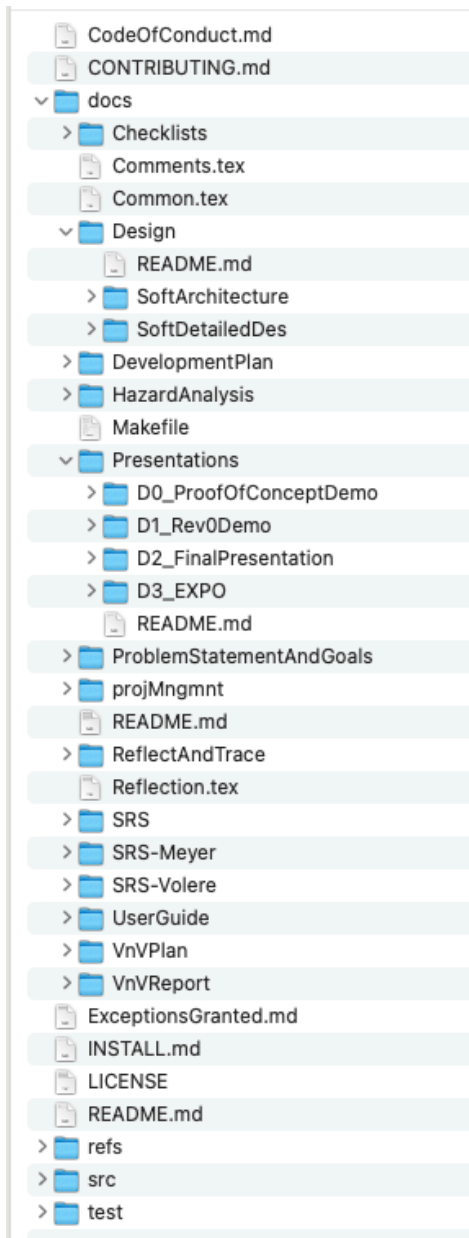 CodeOfConduct.md
CONTRIBUTING.md
docs
Checklists
Comments.tex
Common.tex
Design
README.md
SoftArchitecture
SoftDetailedDes
DevelopmentPlan
HazardAnalysis
Makefile
Presentations
D0_ProofOfConceptDemo
D1_Rev0Demo
D2_FinalPresentation
D3_EXPO
README.md
ProblemStatementAndGoals
projMngmnt
README.md
ReflectAndTrace
Reflection.tex
SRS
SRS-Meyer
SRS-Volere
UserGuide
VnVPlan
VnVReport
ExceptionsGranted.md
INSTALL.md
LICENSE
README.md
refs
src
test